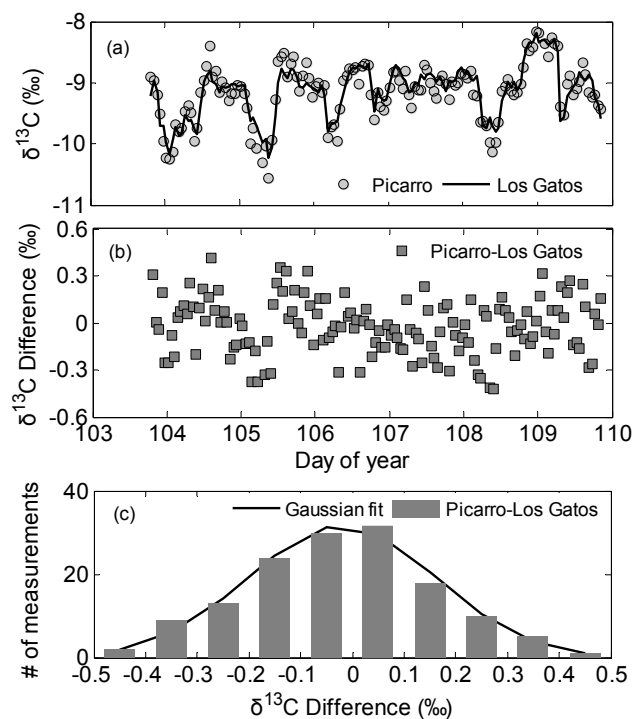 (a)
δ¹³C (‰)
-8
-9
-10
-11
Picarro
Los Gatos
(b)
δ¹³C Difference (‰)
0.6
0.3
0
-0.3
-0.6
Picarro-Los Gatos
103 104 105 106 107 108 109 110
Day of year
(c)
# of measurements
40
20
0
Gaussian fit
Picarro-Los Gatos
-0.5 -0.4 -0.3 -0.2 -0.1 0 0.1 0.2 0.3 0.4 0.5
δ¹³C Difference (‰)